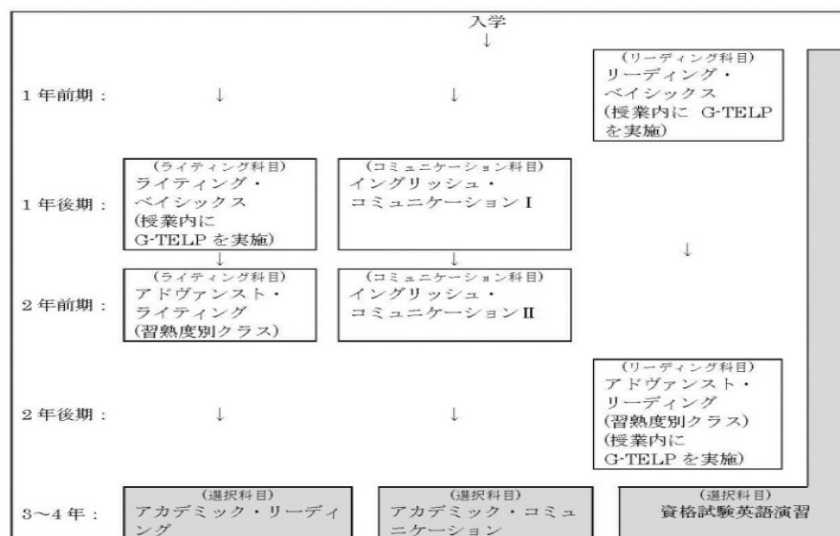 入学
↓
(リーディング科目)
リーディング・
ベイシックス
(授業内に G-TELP
を実施)
1年前期:
↓
↓
(ライティング科目)
ライティング・
ベイシックス
(授業内に
G-TELP を実施)
(コミュニケーション科目)
イングリッシュ・
コミュニケーション I
1年後期:
↓
↓
↓
(ライティング科目)
アドヴァンスト・
ライティング
(習熟度別クラス)
(コミュニケーション科目)
イングリッシュ・
コミュニケーション II
2年前期:
(リーディング科目)
アドヴァンスト・
リーディング
(習熟度別クラス)
(授業内に
G-TELP を実施)
2年後期:
↓
↓
3~4年:
(選択科目)
アカデミック・リーディ
ング
(選択科目)
アカデミック・コミュ
ニケーション
(選択科目)
資格試験英語演習